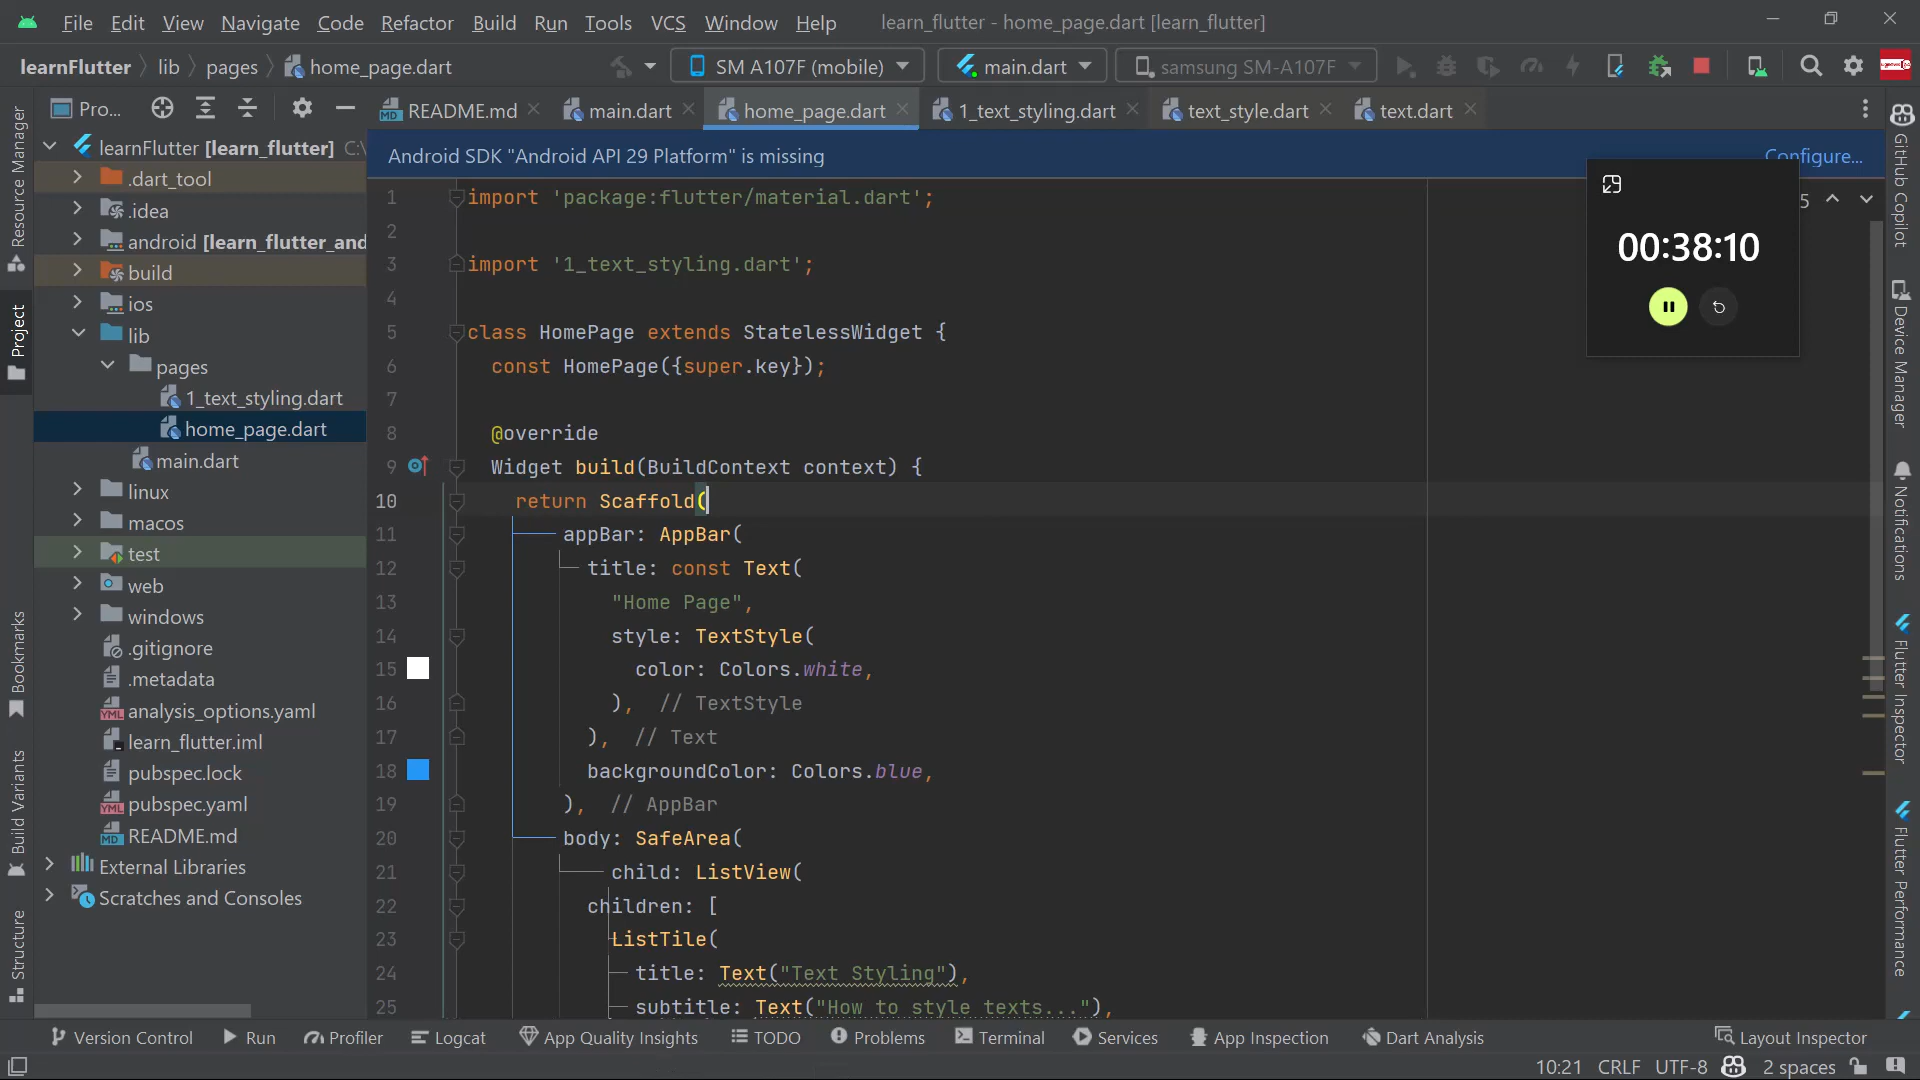 File Edit View Navigate Code Refactor Build Run Tools VCS Window Help learn_flutter - home_page.dart [learn_flutter]
learnFlutter lib pages home_page.dart SM A107F (mobile) main.dart samsung SM-A107F
Pro... README.md main.dart home_page.dart 1_text_styling.dart text_style.dart text.dart
Android SDK "Android API 29 Platform" is missing Configure...
Resource Manager
Project
Bookmarks
Build Variants
Structure
learnFlutter [learn_flutter] C:\
.dart_tool
.idea
android [learn_flutter_and
build
ios
lib
pages
1_text_styling.dart
home_page.dart
main.dart
linux
macos
test
web
windows
.gitignore
.metadata
analysis_options.yaml
learn_flutter.iml
pubspec.lock
pubspec.yaml
README.md
External Libraries
Scratches and Consoles
1 import 'package:flutter/material.dart';
2
3 import '1_text_styling.dart';
4
5 class HomePage extends StatelessWidget {
6 const HomePage({super.key});
7
8 @override
9 Widget build(BuildContext context) {
10 return Scaffold(
11 appBar: AppBar(
12 title: const Text(
13 "Home Page",
14 style: TextStyle(
15 color: Colors.white,
16 ), // TextStyle
17 ), // Text
18 backgroundColor: Colors.blue,
19 ), // AppBar
20 body: SafeArea(
21 child: ListView(
22 children: [
23 ListTile(
24 title: Text("Text Styling"),
25 subtitle: Text("How to style texts..."),
5
00:38:10
GitHub Copilot
Device Manager
Notifications
Flutter Inspector
Flutter Performance
Version Control Run Profiler Logcat App Quality Insights TODO Problems Terminal Services App Inspection Dart Analysis Layout Inspector
10:21 CRLF UTF-8 2 spaces